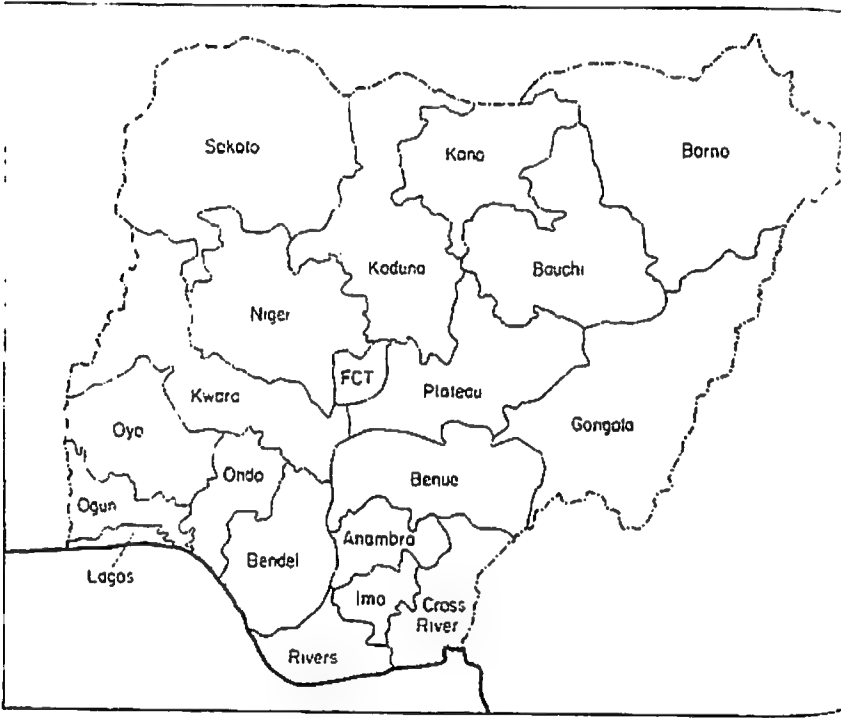 Sokoto
Kano
Borno
Kaduna
Bauchi
Niger
FCT
Plateau
Kwara
Gongola
Oyo
Ondo
Benue
Ogun
Anambra
Bendel
Lagos
Imo
Cross
River
Rivers